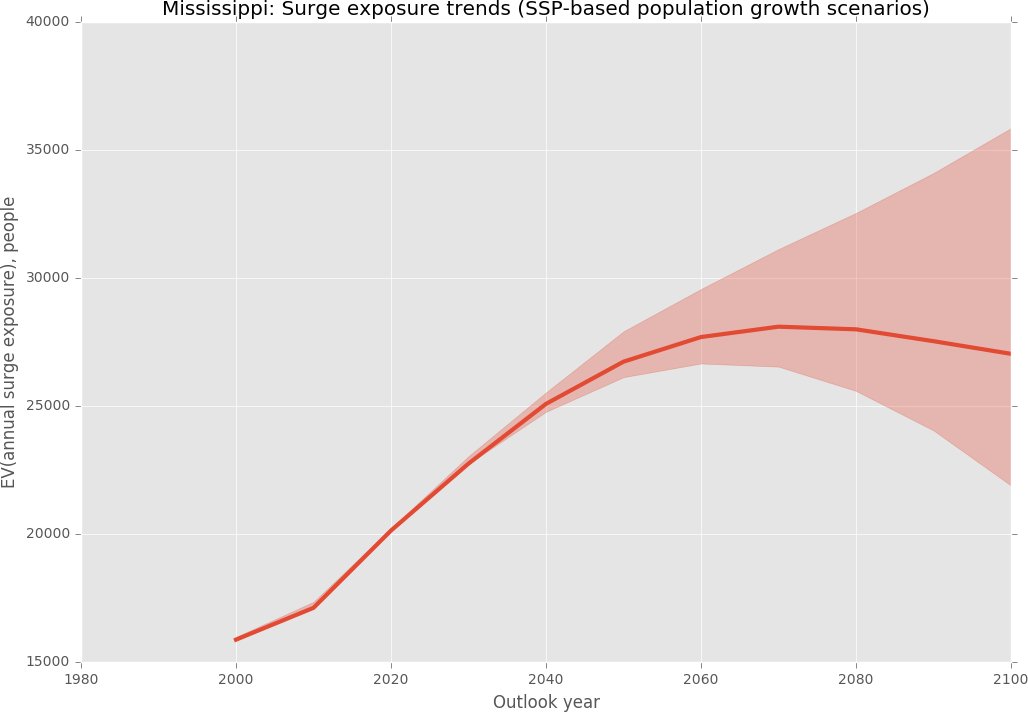 Mississippi: Surge exposure trends (SSP-based population growth scenarios)
EV(annual surge exposure), people
40000
35000
30000
25000
20000
15000
1980 2000 2020 2040 2060 2080 2100
Outlook year